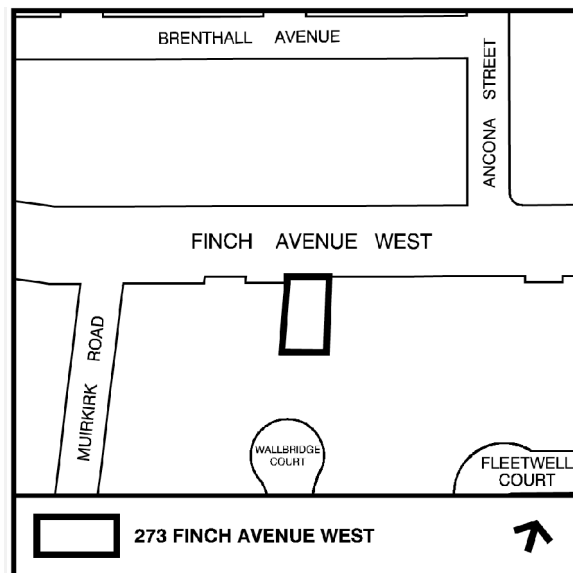 BRENTHALL AVENUE
ANCONA STREET
FINCH AVENUE WEST
MUIRKIRK ROAD
WALLBRIDGE
COURT
FLEETWELL
COURT
273 FINCH AVENUE WEST